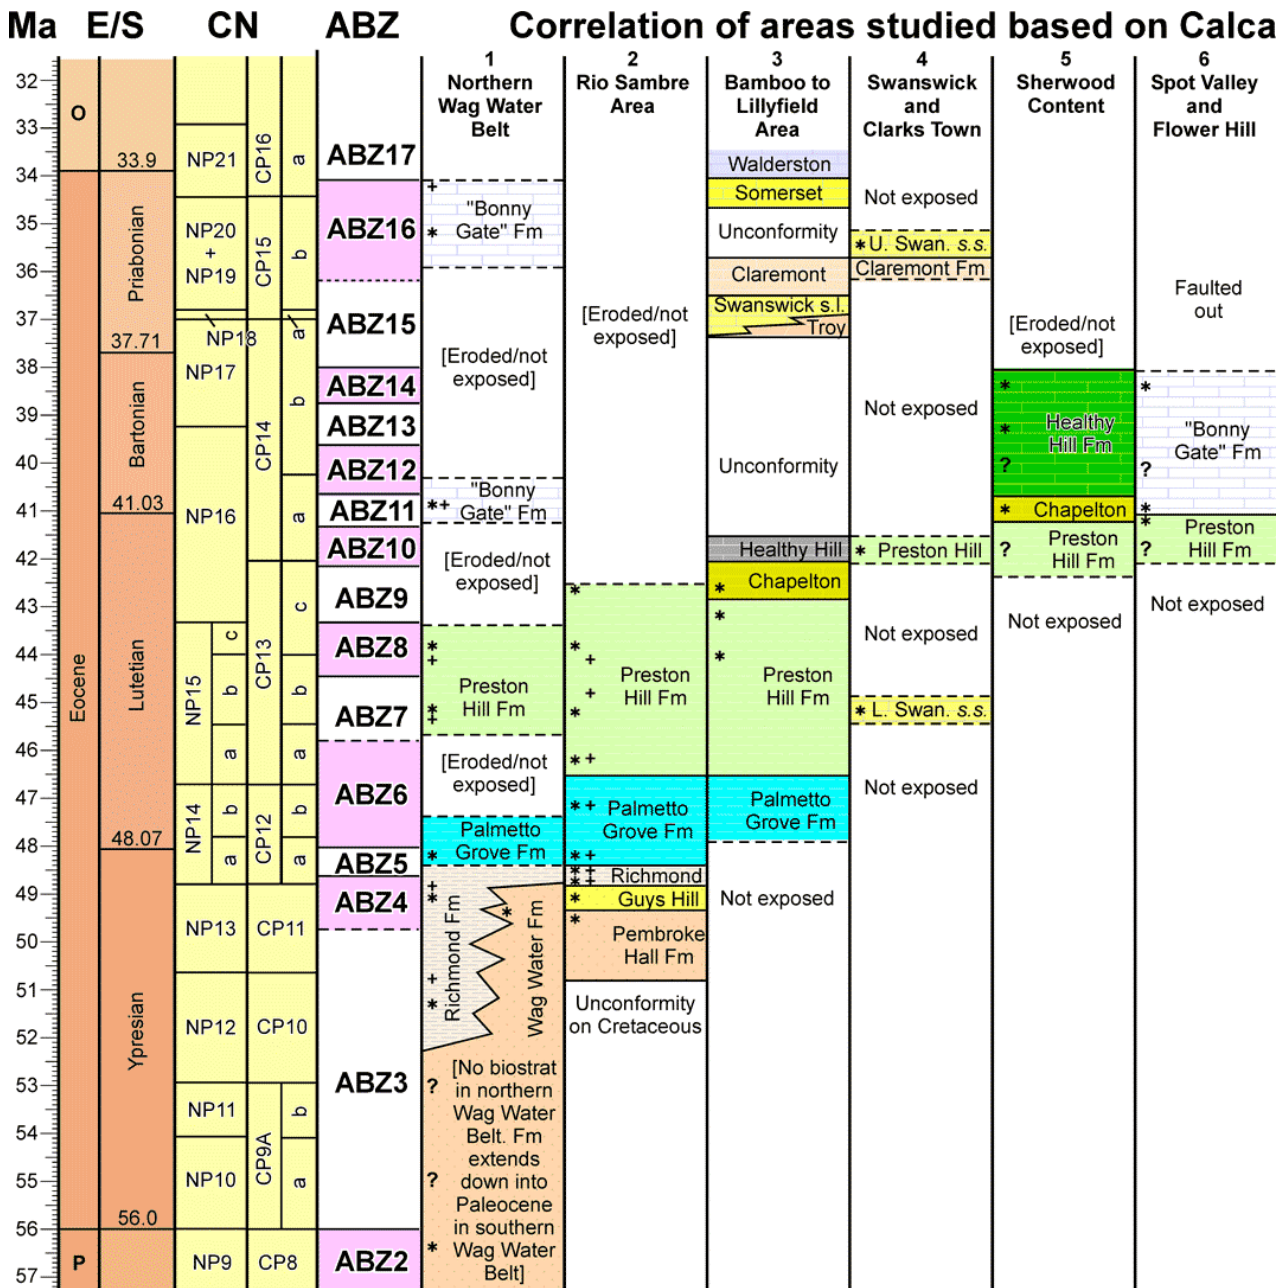 Ma E/S CN ABZ Correlation of areas studied based on Calca
1
Northern
Wag Water
Belt
2
Rio Sambre
Area
3
Bamboo to
Lillyfield
Area
4
Swanswick
and
Clarks Town
5
Sherwood
Content
6
Spot Valley
and
Flower Hill
32
33
34
35
36
37
38
39
40
41
42
43
44
45
46
47
48
49
50
51
52
53
54
55
56
57
O
Eocene
P
33.9
Priabonian
37.71
Bartonian
41.03
Lutetian
48.07
Ypresian
56.0
NP21
NP20
+
NP19
NP18
NP17
NP16
NP15
c
b
a
NP14
b
a
NP13
NP12
NP11
NP10
NP9
CP16
a
CP15
b
a
CP14
b
a
CP13
c
b
a
CP12
b
a
CP11
CP10
CP9A
b
a
CP8
ABZ17
ABZ16
ABZ15
ABZ14
ABZ13
ABZ12
ABZ11
ABZ10
ABZ9
ABZ8
ABZ7
ABZ6
ABZ5
ABZ4
ABZ3
ABZ2
+
"Bonny
* Gate" Fm
[Eroded/not
exposed]
"Bonny
*+ Gate" Fm
[Eroded/not
exposed]
*
+
Preston
* Hill Fm
+
[Eroded/not
exposed]
Palmetto
* Grove Fm
+
*
+
*
Richmond Fm
*
Wag Water Fm
[No biostrat
? in northern
Wag Water
Belt. Fm
extends
? down into
Paleocene
in southern
* Wag Water
Belt]
[Eroded/not
exposed]
*
*
+
Preston
+ Hill Fm
*
* +
* + Palmetto
Grove Fm
* +
* + Richmond
* +
* Guys Hill
*
Pembroke
Hall Fm
Unconformity
on Cretaceous
Walderston
Somerset
Unconformity
Claremont
Swanswick s.l.
Troy
Unconformity
Healthy Hill
* Chapelton
*
*
Preston
Hill Fm
Palmetto
Grove Fm
Not exposed
Not exposed
* U. Swan. s.s.
Claremont Fm
Not exposed
* Preston Hill
Not exposed
* L. Swan. s.s.
Not exposed
[Eroded/not
exposed]
*
* Healthy
Hill Fm
?
* Chapelton
Preston
? Hill Fm
Not exposed
Faulted
out
*
"Bonny
Gate" Fm
?
*
* Preston
? Hill Fm
Not exposed